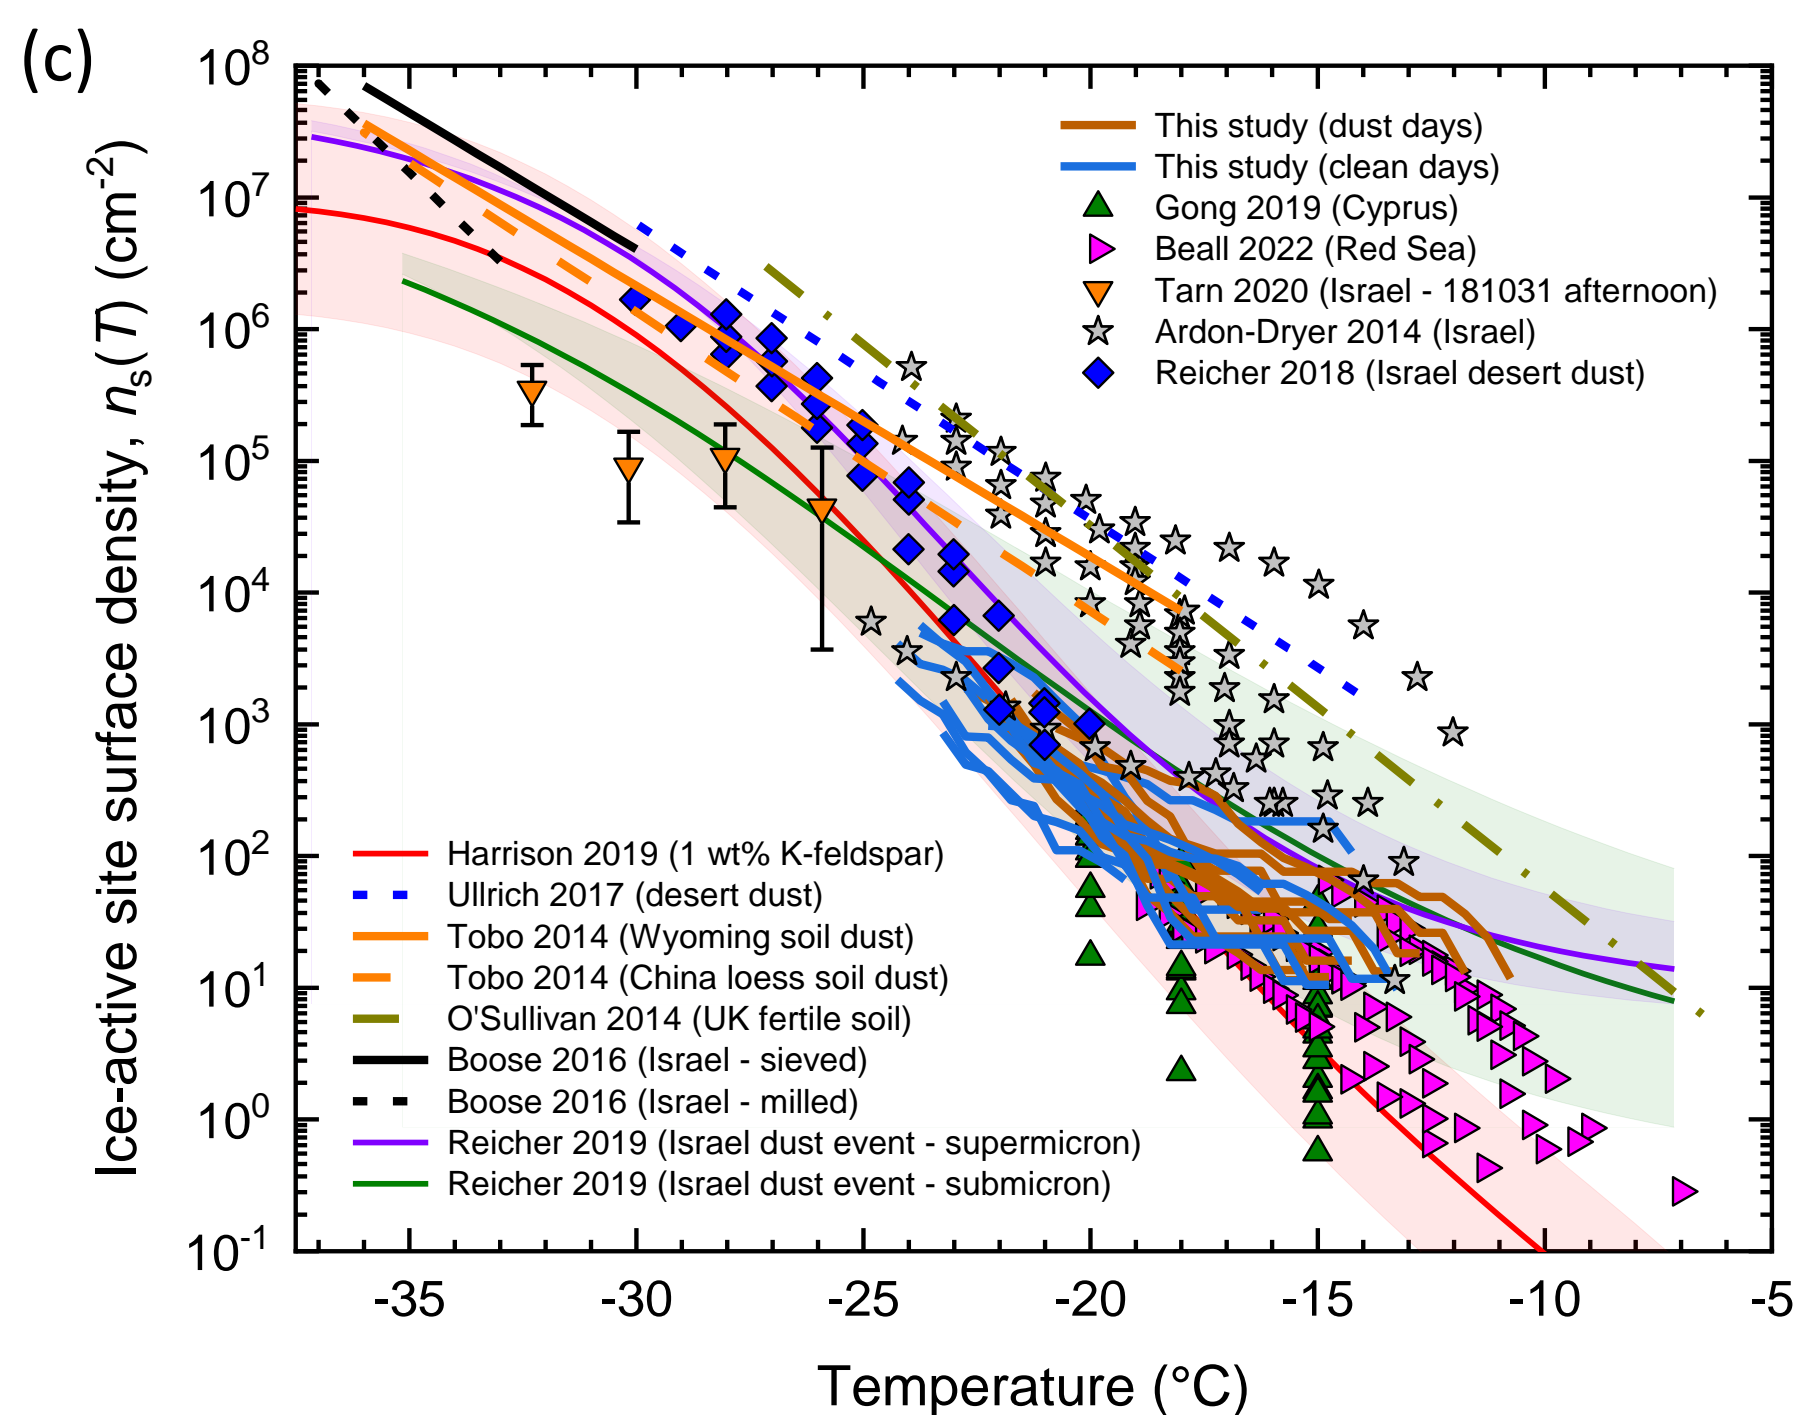 (c)
10^8
10^7
10^6
10^5
10^4
10^3
10^2
10^1
10^0
10^-1
Ice-active site surface density, n_s(T) (cm^-2)
This study (dust days)
This study (clean days)
Gong 2019 (Cyprus)
Beall 2022 (Red Sea)
Tarn 2020 (Israel - 181031 afternoon)
Ardon-Dryer 2014 (Israel)
Reicher 2018 (Israel desert dust)
Harrison 2019 (1 wt% K-feldspar)
Ullrich 2017 (desert dust)
Tobo 2014 (Wyoming soil dust)
Tobo 2014 (China loess soil dust)
O'Sullivan 2014 (UK fertile soil)
Boose 2016 (Israel - sieved)
Boose 2016 (Israel - milled)
Reicher 2019 (Israel dust event - supermicron)
Reicher 2019 (Israel dust event - submicron)
-35 -30 -25 -20 -15 -10 -5
Temperature (°C)